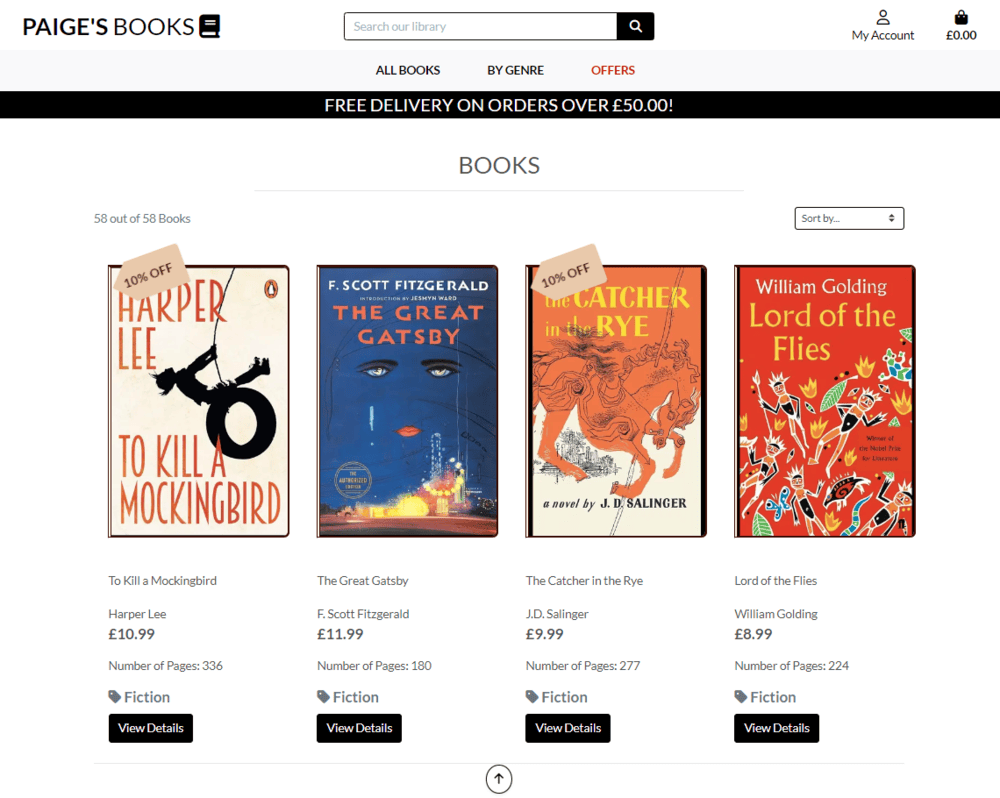 PAIGE'S BOOKS
Search our library
My Account
£0.00
ALL BOOKS
BY GENRE
OFFERS
FREE DELIVERY ON ORDERS OVER £50.00!
BOOKS
58 out of 58 Books
Sort by...
10% OFF
HARPER
LEE
TO KILL A
MOCKINGBIRD
F. SCOTT FITZGERALD
INTRODUCTION BY JESMYN WARD
THE GREAT
GATSBY
THE
AUTHORIZED
EDITION
10% OFF
the CATCHER
in the RYE
a novel by J. D. SALINGER
William Golding
Lord of the
Flies
Winner of
the Nobel Prize
for Literature
To Kill a Mockingbird
Harper Lee
£10.99
Number of Pages: 336
Fiction
View Details
The Great Gatsby
F. Scott Fitzgerald
£11.99
Number of Pages: 180
Fiction
View Details
The Catcher in the Rye
J.D. Salinger
£9.99
Number of Pages: 277
Fiction
View Details
Lord of the Flies
William Golding
£8.99
Number of Pages: 224
Fiction
View Details